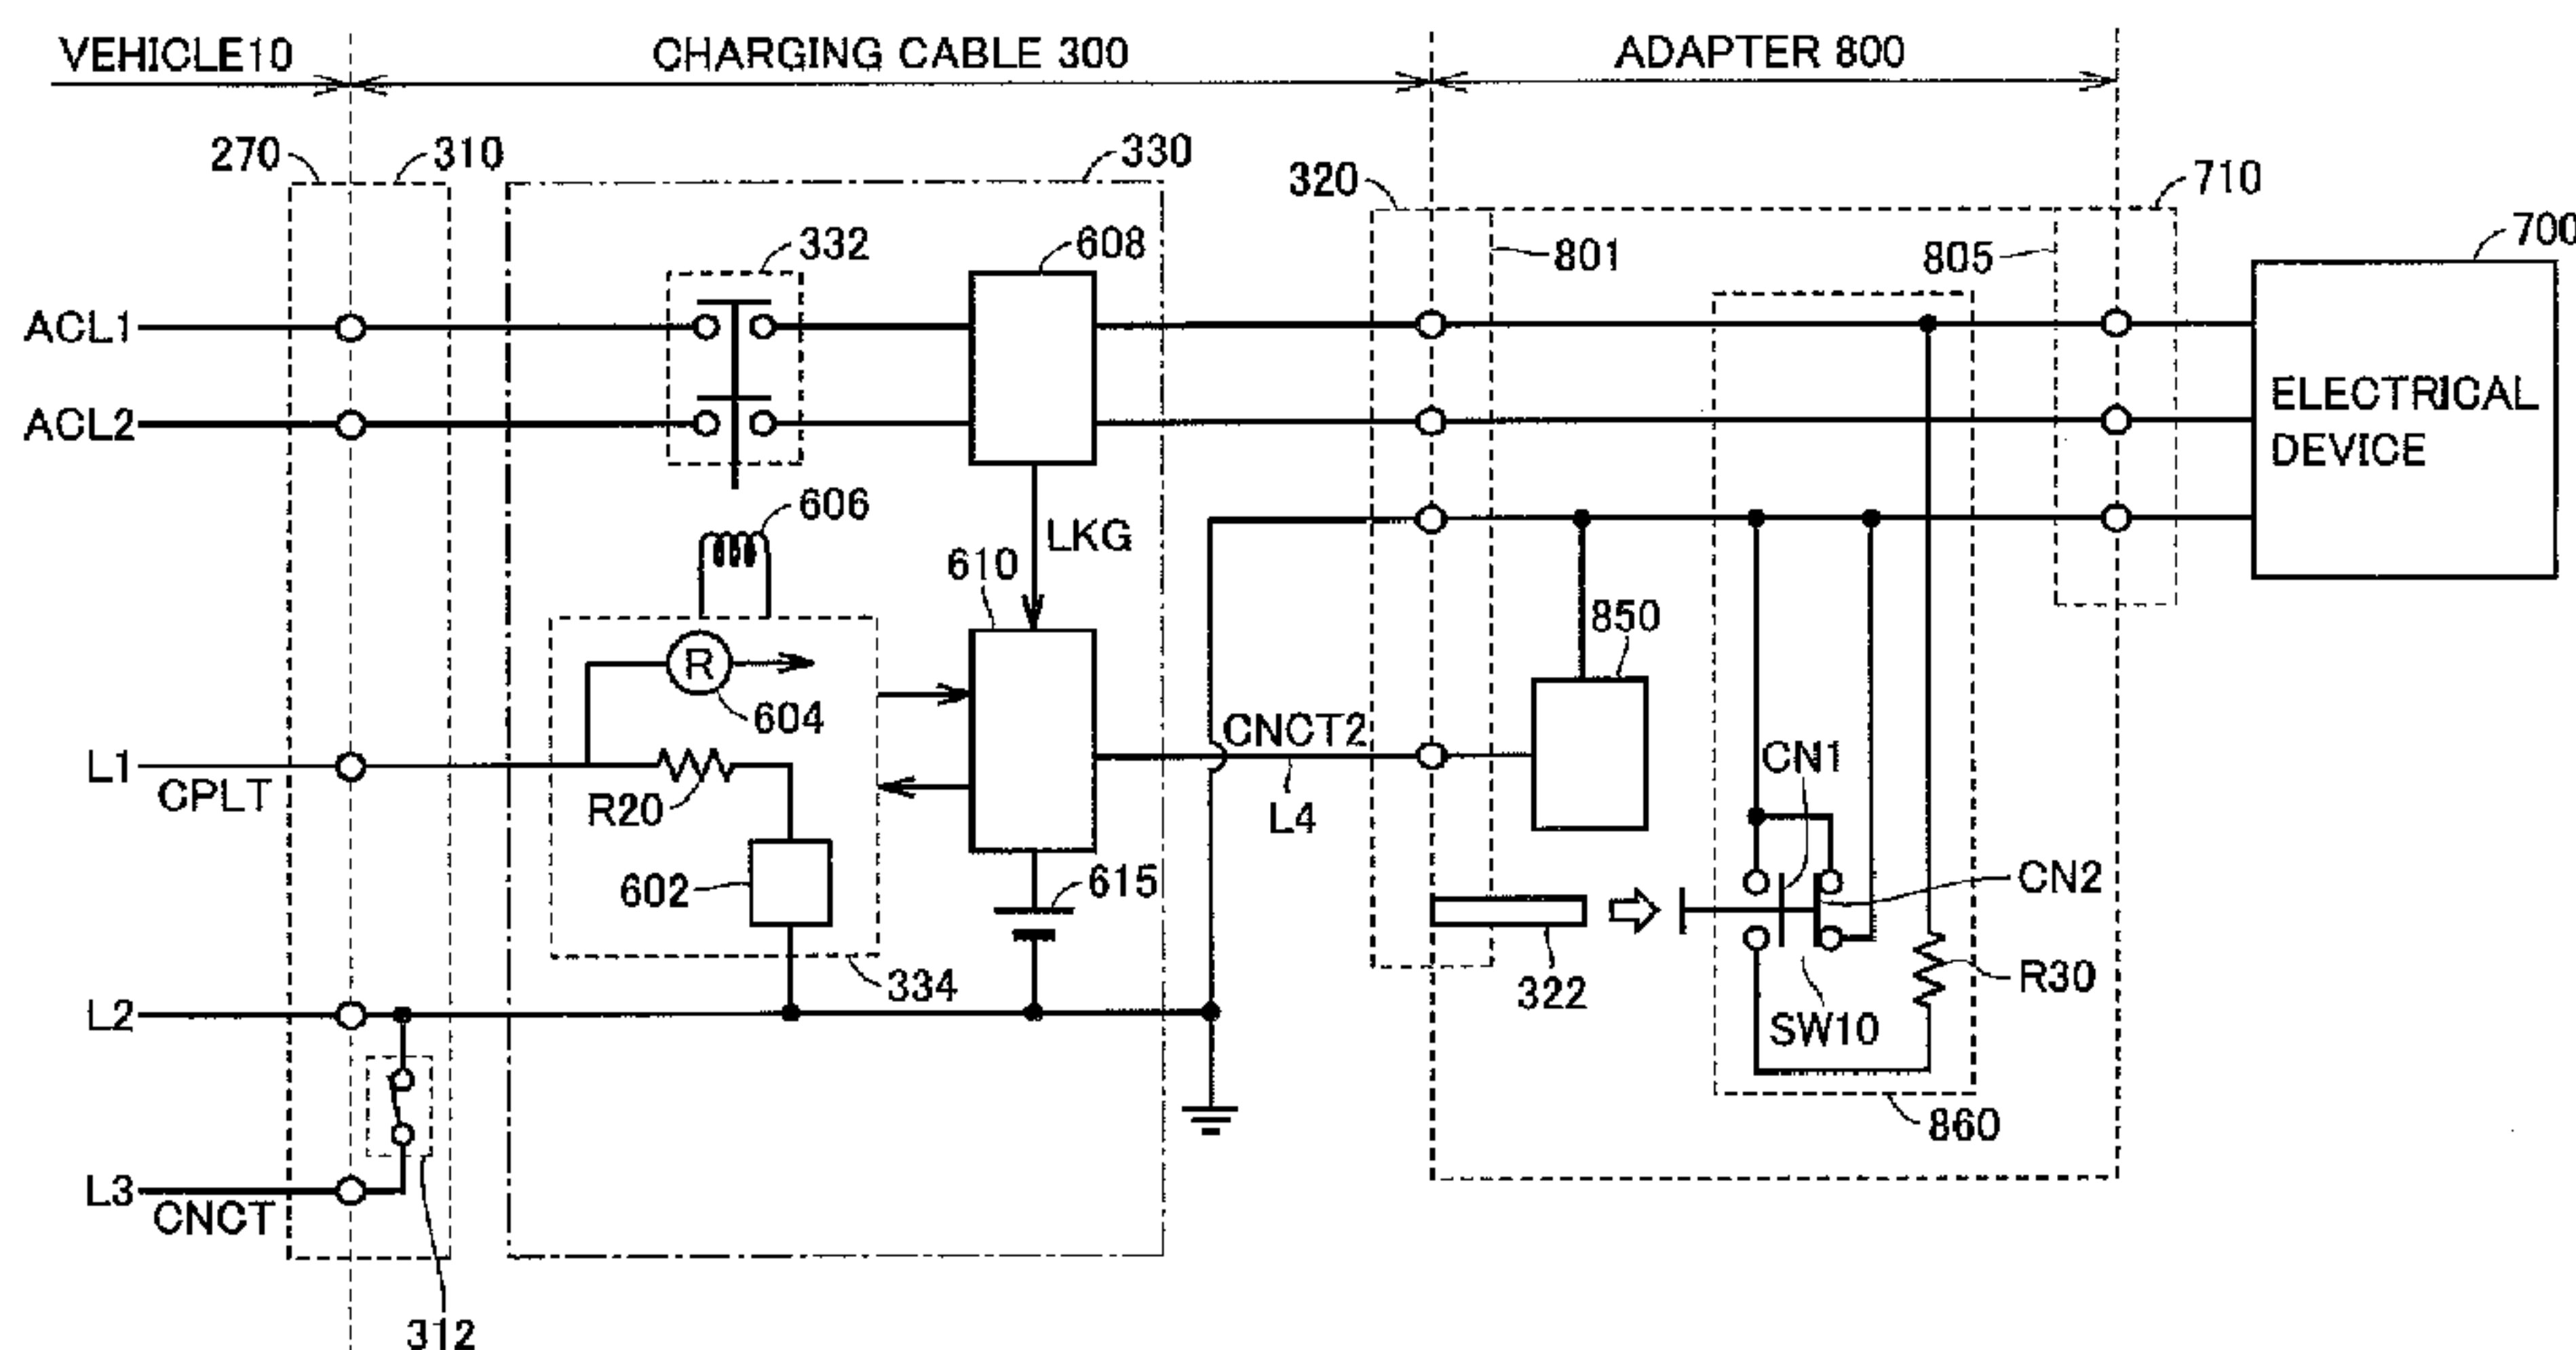 VEHICLE10
CHARGING CABLE 300
ADAPTER 800
270
310
330
320
710
332
608
801
805
700
ACL1
ACL2
ELECTRICAL
DEVICE
606
LKG
610
850
604
CNCT2
CN1
L1
CPLT
R20
L4
602
615
CN2
334
322
R30
SW10
L2
860
L3
CNCT
312